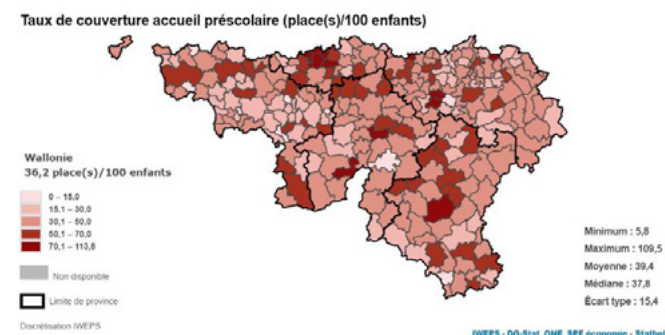 Taux de couverture accueil préscolaire (place(s)/100 enfants)
Wallonie
36,2 place(s)/100 enfants
0 – 15,0
15,1 – 30,0
30,1 – 50,0
50,1 – 70,0
70,1 – 113,8
Non disponible
Limite de province
Discrétisation IWEPS
Minimum : 5,8
Maximum : 109,5
Moyenne : 39,4
Médiane : 37,8
Écart type : 15,4
IWEPS - DG-Stat, ONE, SPF économie - Statbel